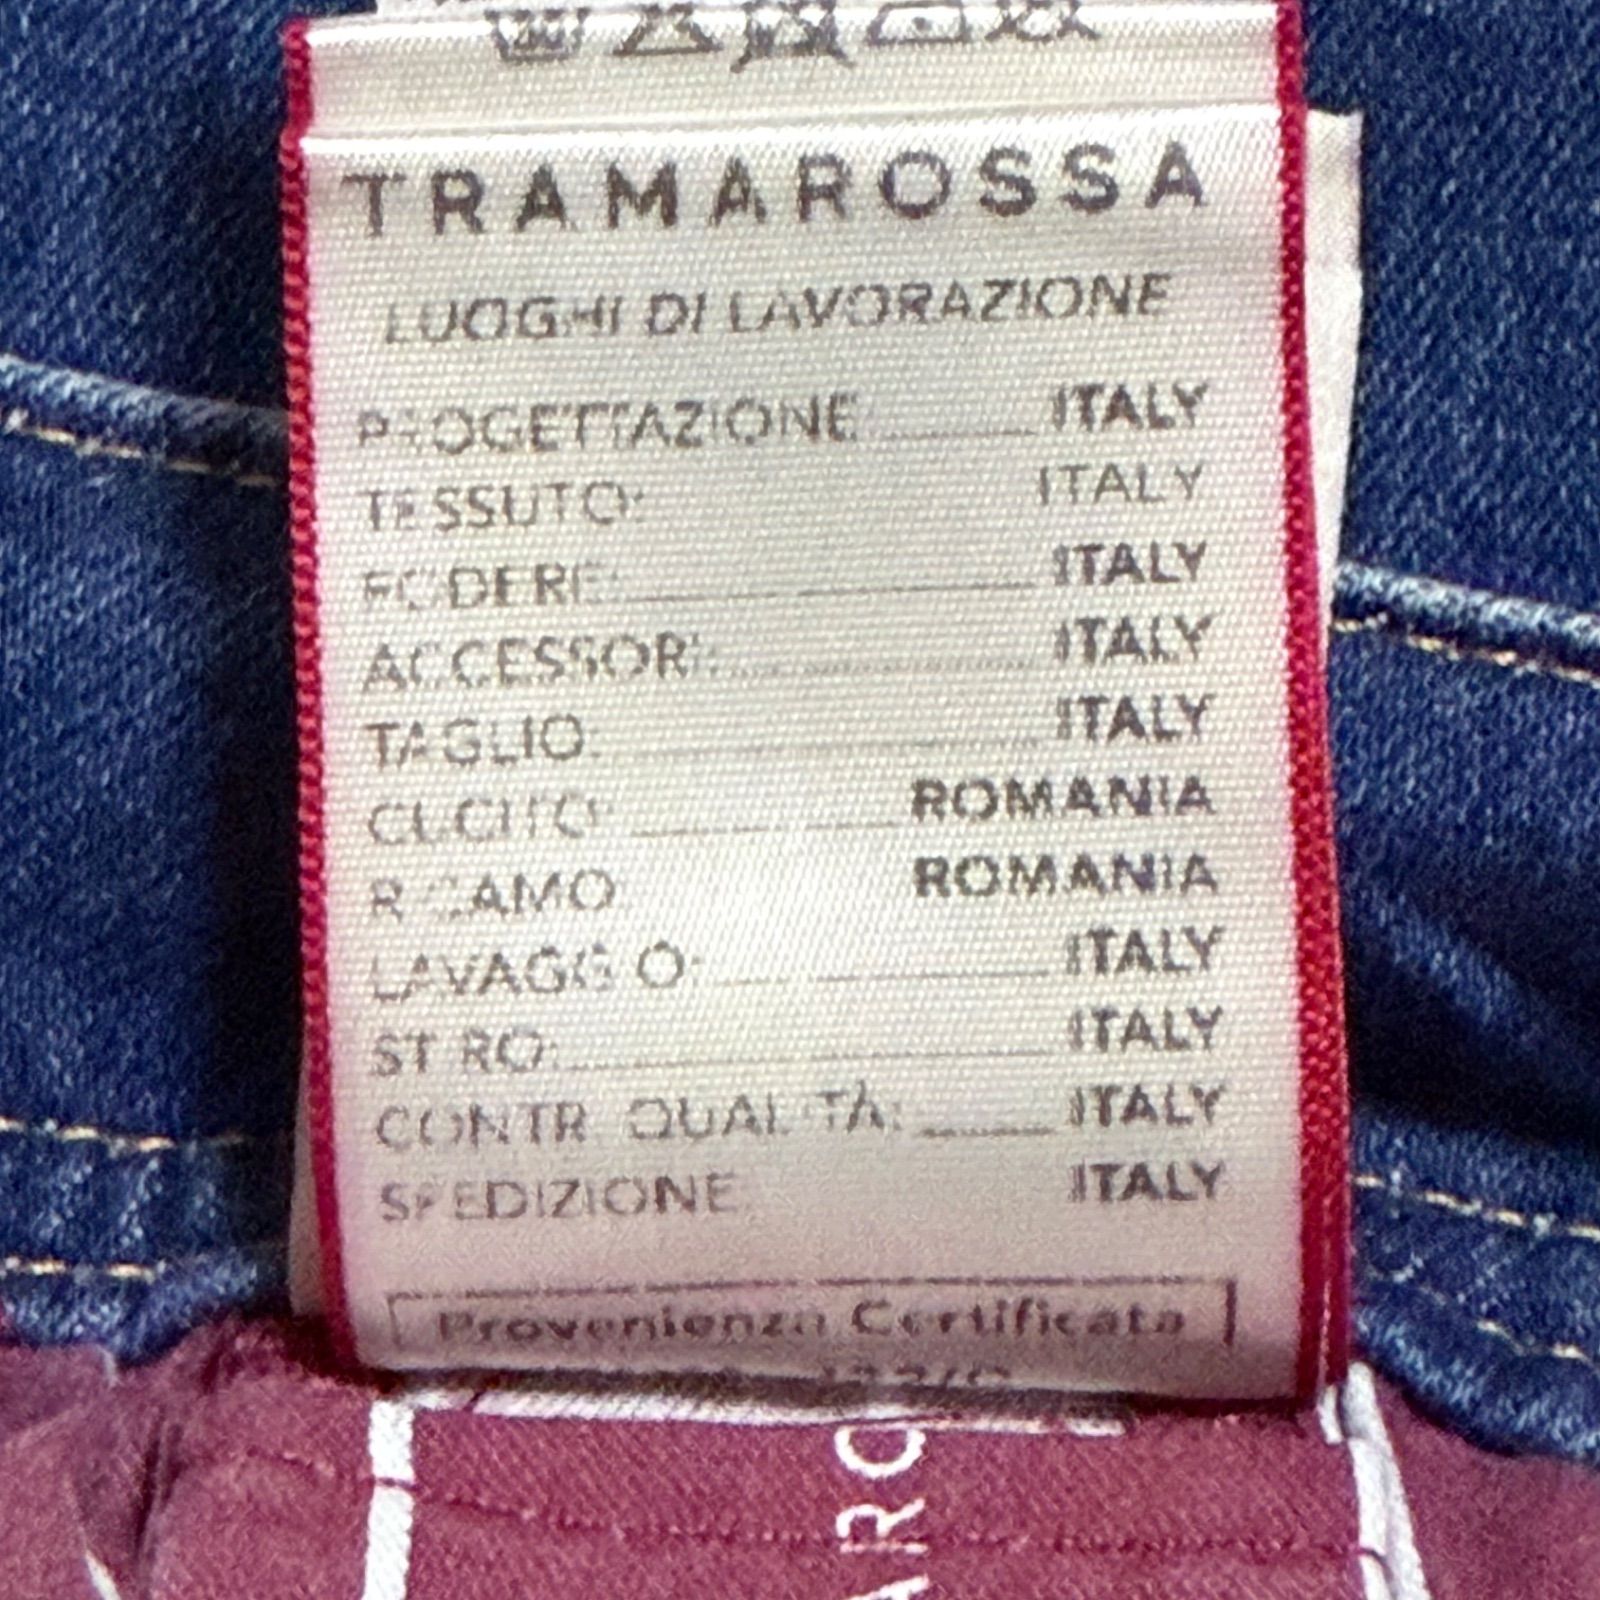 TRAMAROSSA
LUOGHI DI LAVORAZIONE
PROGETTAZIONE ITALY
TESSUTO: ITALY
FODERE: ITALY
ACCESSORI: ITALY
TAGLIO: ITALY
CUCITO: ROMANIA
RICAMO ROMANIA
LAVAGGIO: ITALY
STIRO: ITALY
CONTR. QUALITÀ: ITALY
SPEDIZIONE ITALY
Provenienza Certificata
ARO